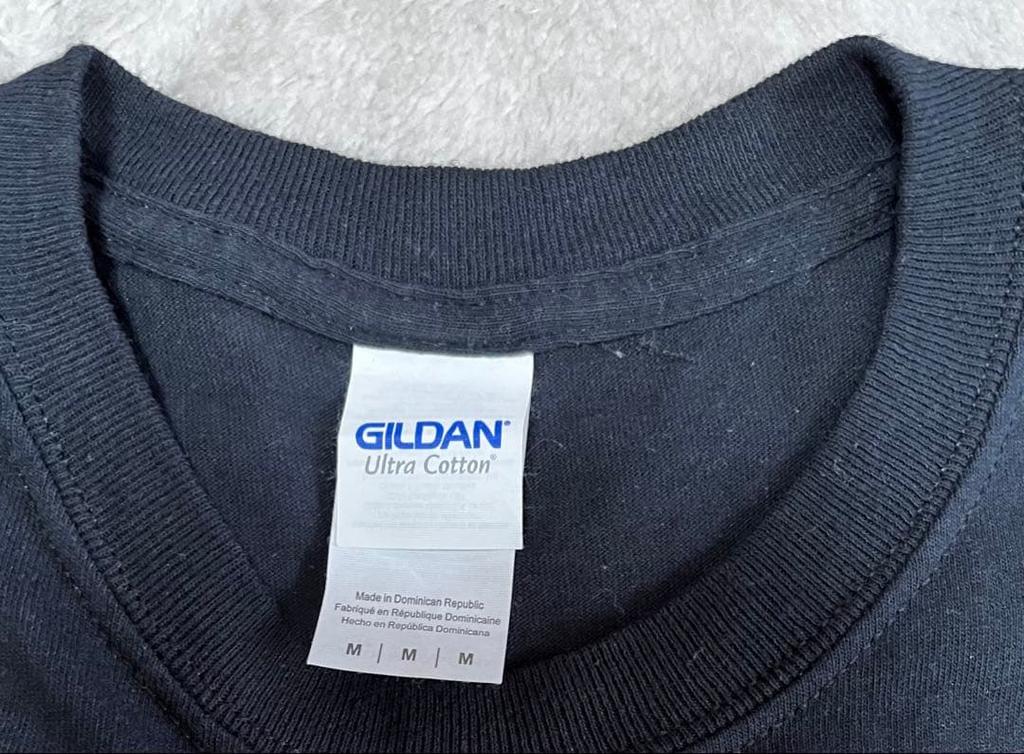 GILDAN®
Ultra Cotton®
Made in Dominican Republic
Fabriqué en République Dominicaine
Hecho en República Dominicana
M | M | M